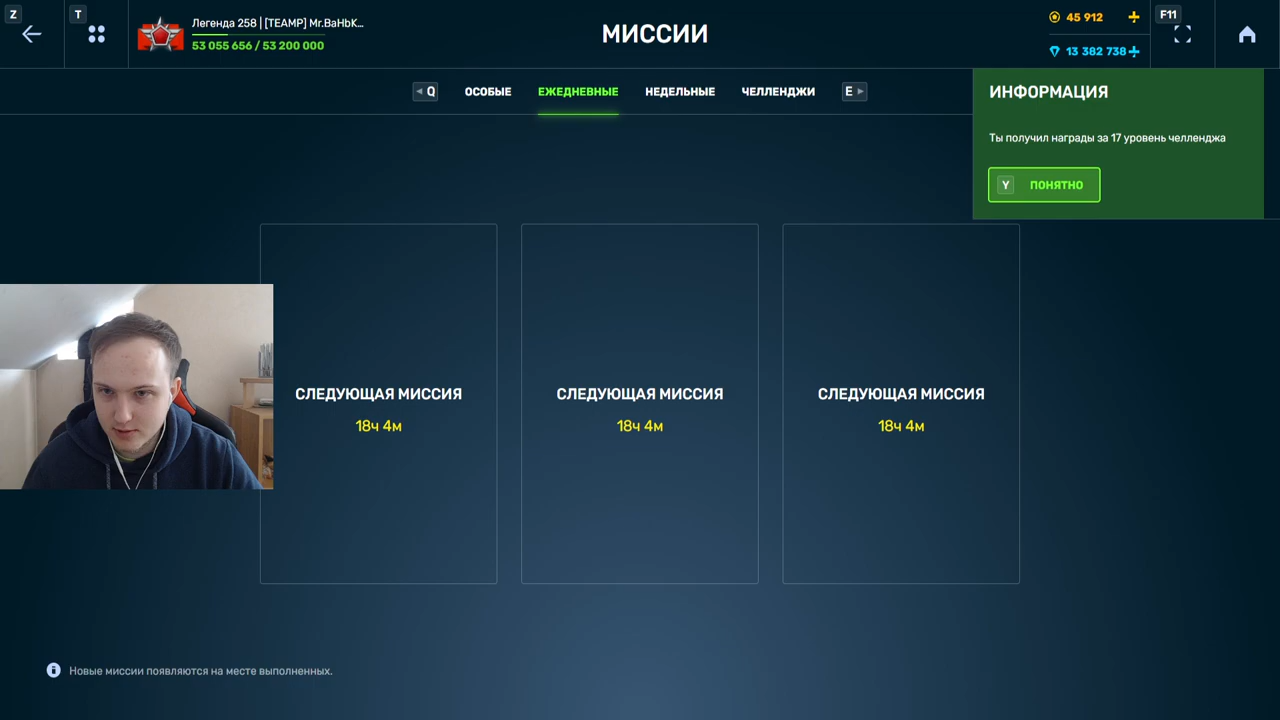 Z
T
Легенда 258 | [TEAMP] Mr.BaHbK...
53 055 656 / 53 200 000
МИССИИ
45 912
13 382 738
F11
Q
ОСОБЫЕ
ЕЖЕДНЕВНЫЕ
НЕДЕЛЬНЫЕ
ЧЕЛЛЕНДЖИ
E
ИНФОРМАЦИЯ
Ты получил награды за 17 уровень челленджа
Y ПОНЯТНО
СЛЕДУЮЩАЯ МИССИЯ
18ч 4м
СЛЕДУЮЩАЯ МИССИЯ
18ч 4м
СЛЕДУЮЩАЯ МИССИЯ
18ч 4м
Новые миссии появляются на месте выполненных.